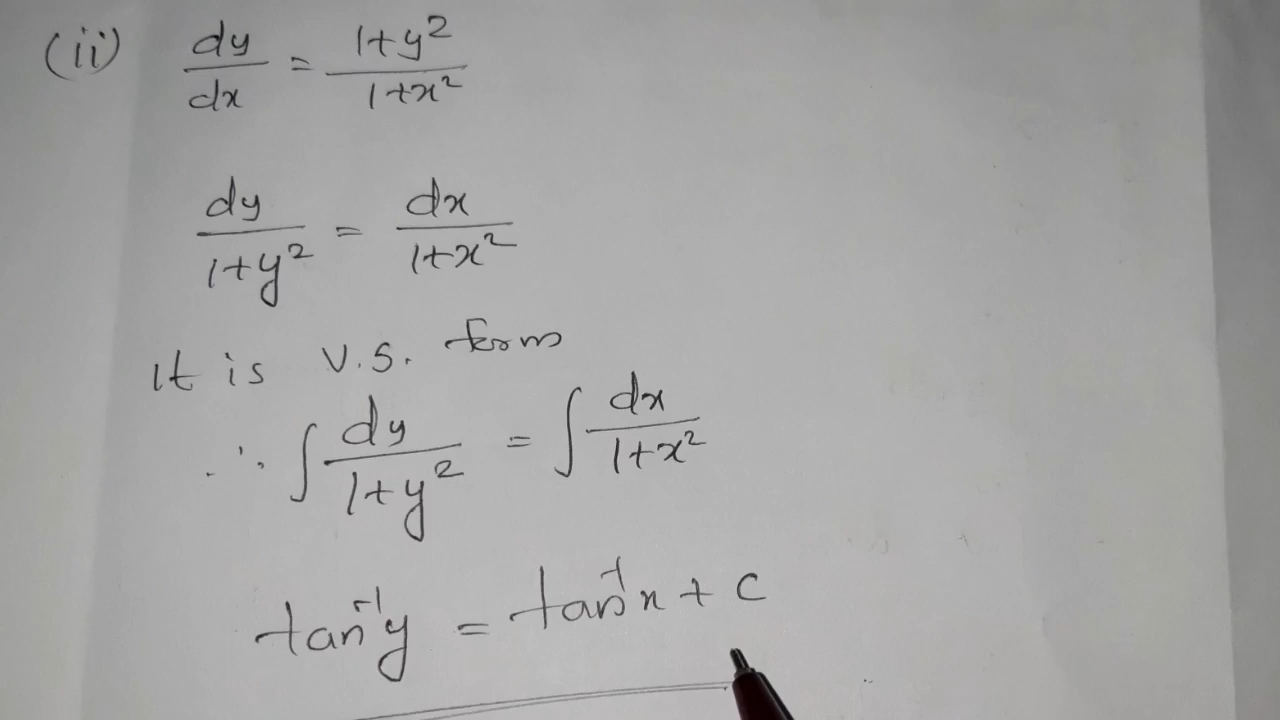 (ii) dy/dx = 1+y²/1+x²
dy/1+y² = dx/1+x²
It is V.S. form
∴ ∫ dy/1+y² = ∫ dx/1+x²
tan⁻¹y = tan⁻¹x + c